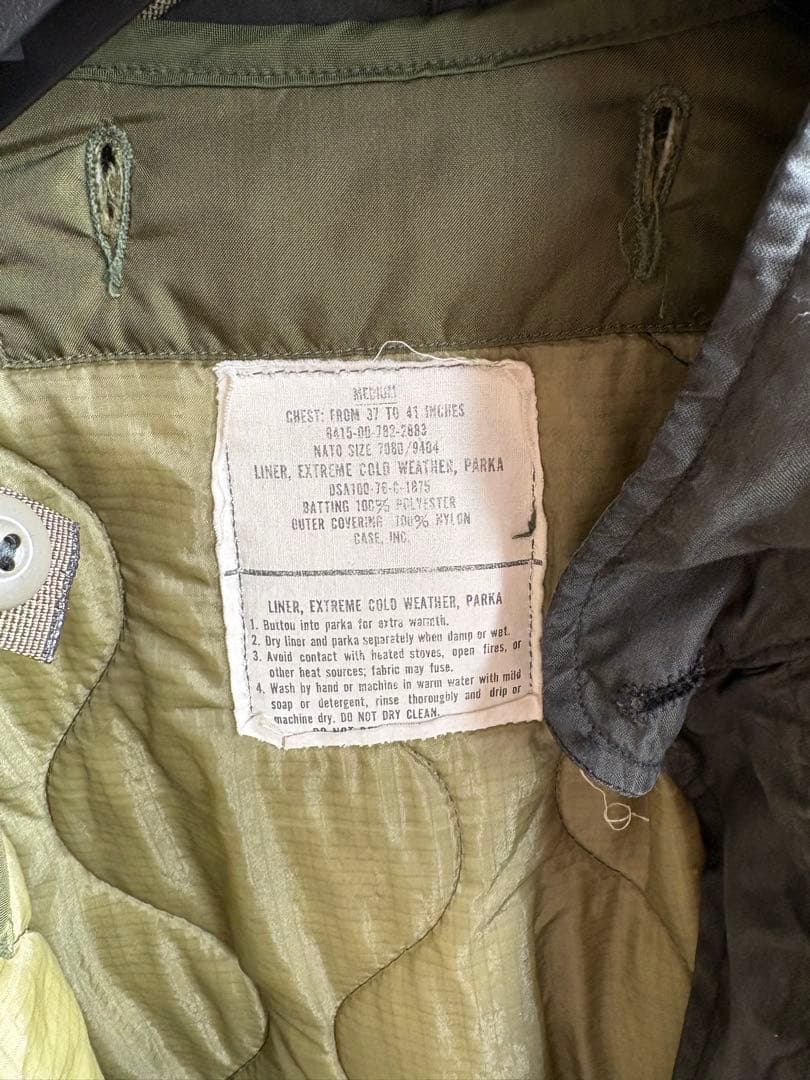 MEDIUM
CHEST: FROM 37 TO 41 INCHES
8415-00-782-2883
NATO SIZE 7080/9404
LINER, EXTREME COLD WEATHER, PARKA
DSA100-76-C-1875
BATTING 100% POLYESTER
OUTER COVERING 100% NYLON
CASE, INC.
LINER, EXTREME COLD WEATHER, PARKA
1. Button into parka for extra warmth.
2. Dry liner and parka separately when damp or wet.
3. Avoid contact with heated stoves, open fires, or
other heat sources; fabric may fuse.
4. Wash by hand or machine in warm water with mild
soap or detergent, rinse thoroughly and drip or
machine dry. DO NOT DRY CLEAN.
DO NOT